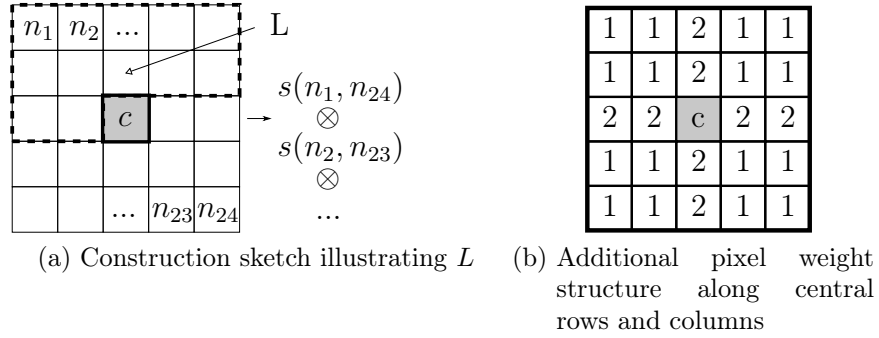 n₁ n₂ ...
L
c
s(n₁, n₂₄)
⊗
s(n₂, n₂₃)
⊗
...
... n₂₃ n₂₄
(a) Construction sketch illustrating L
1 1 2 1 1
1 1 2 1 1
2 2 c 2 2
1 1 2 1 1
1 1 2 1 1
(b) Additional pixel weight
structure along central
rows and columns